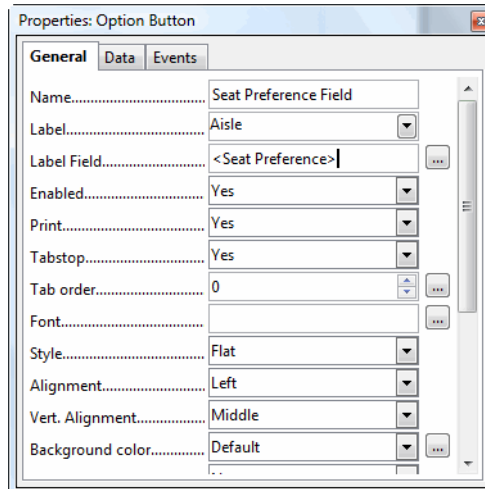 Properties: Option Button
General Data Events
Name.................................. Seat Preference Field
Label.................................... Aisle
Label Field.......................... <Seat Preference> ...
Enabled............................... Yes
Print..................................... Yes
Tabstop............................... Yes
Tab order............................ 0 ...
Font..................................... ...
Style..................................... Flat
Alignment........................... Left
Vert. Alignment.................. Middle
Background color.............. Default ...